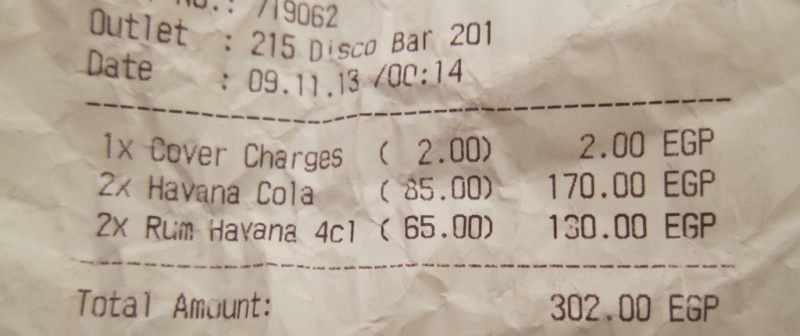 No.: 719062
Outlet : 215 Disco Bar 201
Date : 09.11.13 /00:14
1x Cover Charges ( 2.00) 2.00 EGP
2x Havana Cola ( 85.00) 170.00 EGP
2x Rum Havana 4cl ( 65.00) 130.00 EGP
Total Amount: 302.00 EGP